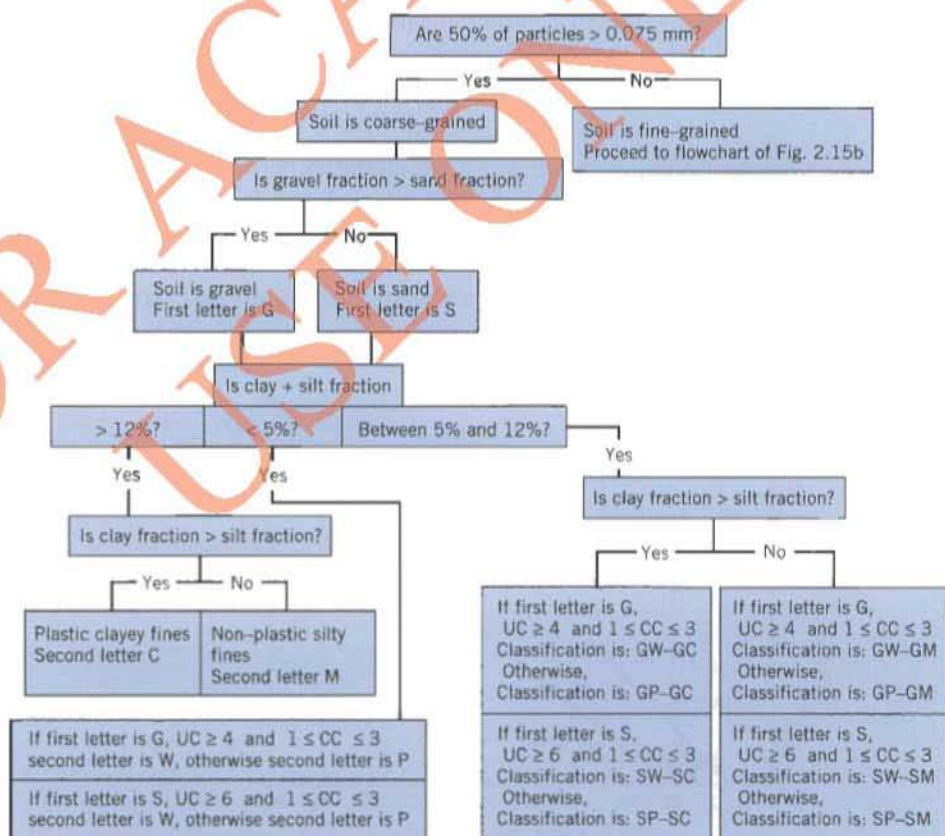 Are 50% of particles > 0.075 mm?
Yes
No
Soil is coarse-grained
Soil is fine-grained
Proceed to flowchart of Fig. 2.15b
Is gravel fraction > sand fraction?
Yes
No
Soil is gravel
First letter is G
Soil is sand
First letter is S
Is clay + silt fraction
> 12%?
< 5%?
Between 5% and 12%?
Yes
Yes
Yes
Is clay fraction > silt fraction?
Is clay fraction > silt fraction?
Yes
No
Yes
No
Plastic clayey fines
Second letter C
Non-plastic silty
fines
Second letter M
If first letter is G, UC ≥ 4 and 1 ≤ CC ≤ 3
second letter is W, otherwise second letter is P
If first letter is S, UC ≥ 6 and 1 ≤ CC ≤ 3
second letter is W, otherwise second letter is P
If first letter is G,
UC ≥ 4 and 1 ≤ CC ≤ 3
Classification is: GW-GC
Otherwise,
Classification is: GP-GC
If first letter is S,
UC ≥ 6 and 1 ≤ CC ≤ 3
Classification is: SW-SC
Otherwise,
Classification is: SP-SC
If first letter is G,
UC ≥ 4 and 1 ≤ CC ≤ 3
Classification is: GW-GM
Otherwise,
Classification is: GP-GM
If first letter is S,
UC ≥ 6 and 1 ≤ CC ≤ 3
Classification is: SW-SM
Otherwise,
Classification is: SP-SM
USE